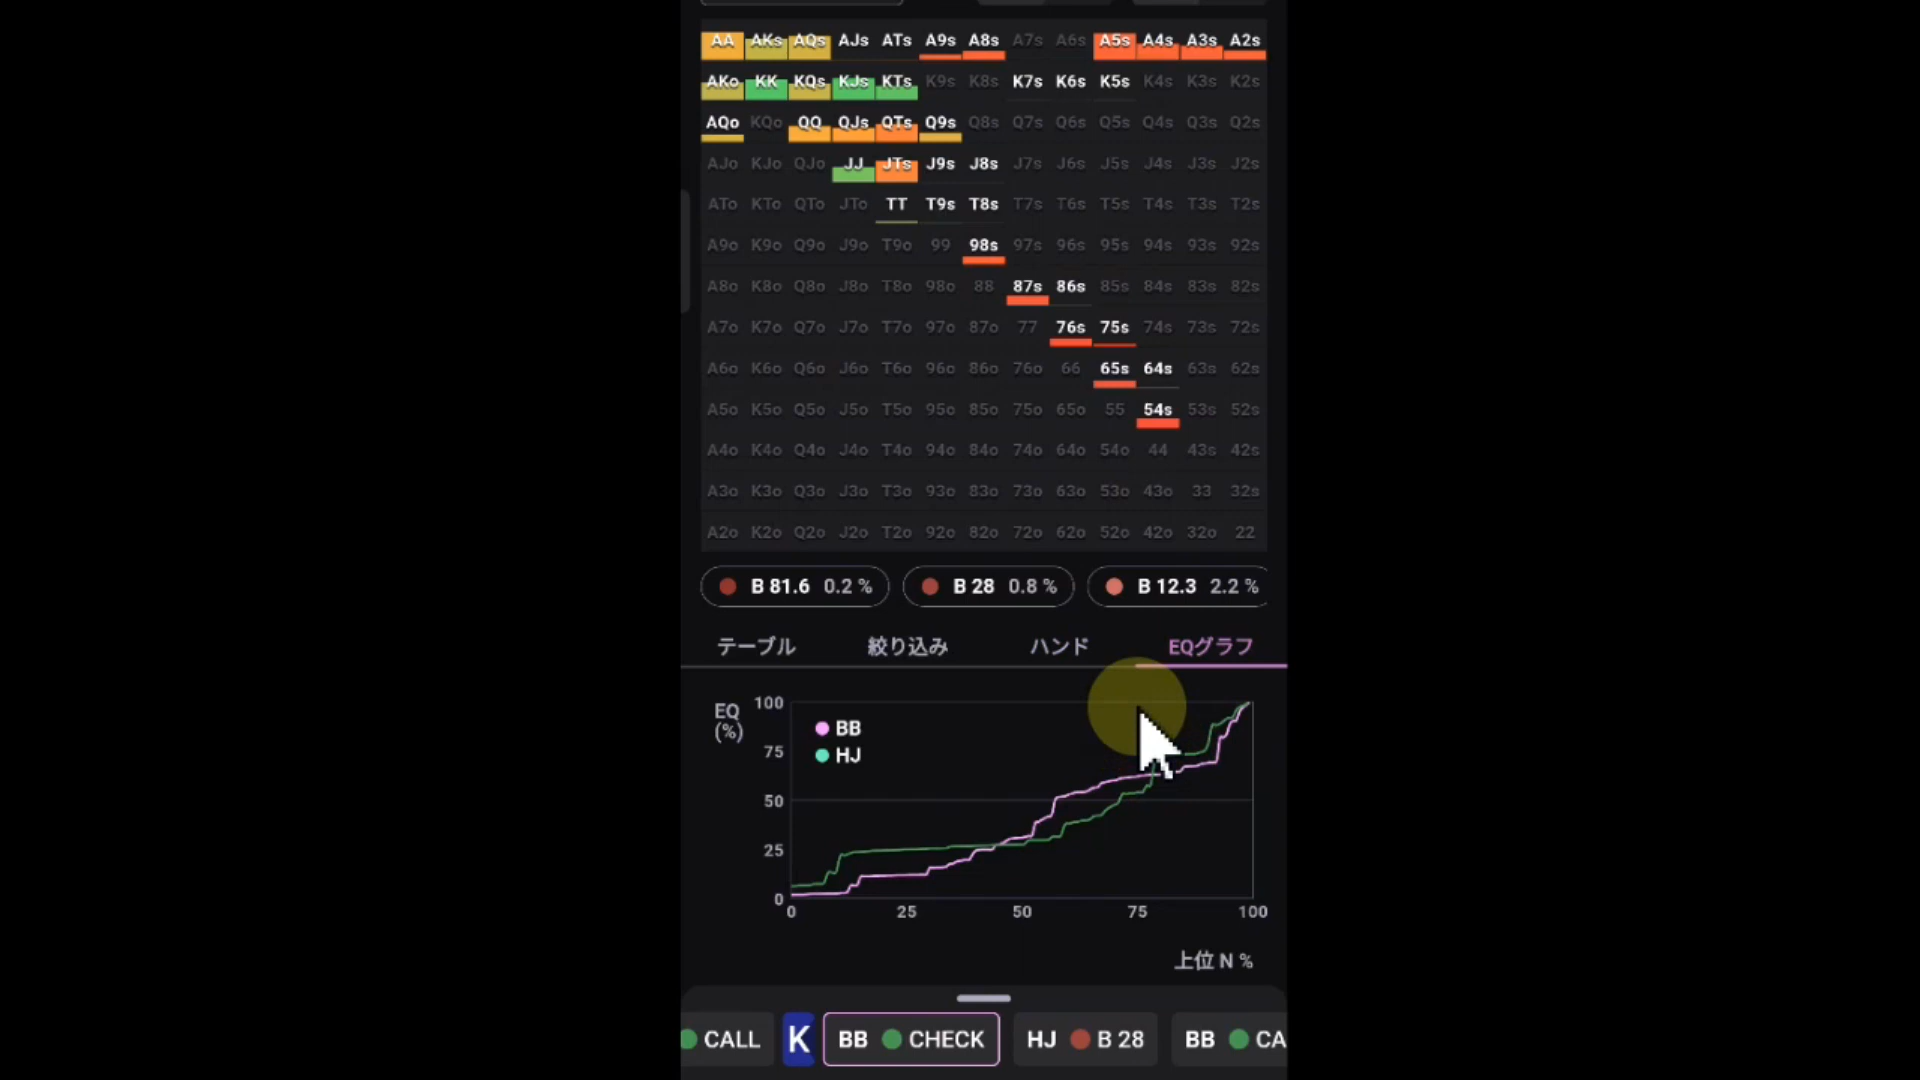 AA AKs AQs AJs ATs A9s A8s A7s A6s A5s A4s A3s A2s
AKo KK KQs KJs KTs K9s K8s K7s K6s K5s K4s K3s K2s
AQo KQo QQ QJs QTs Q9s Q8s Q7s Q6s Q5s Q4s Q3s Q2s
AJo KJo QJo JJ JTs J9s J8s J7s J6s J5s J4s J3s J2s
ATo KTo QTo JTo TT T9s T8s T7s T6s T5s T4s T3s T2s
A9o K9o Q9o J9o T9o 99 98s 97s 96s 95s 94s 93s 92s
A8o K8o Q8o J8o T8o 98o 88 87s 86s 85s 84s 83s 82s
A7o K7o Q7o J7o T7o 97o 87o 77 76s 75s 74s 73s 72s
A6o K6o Q6o J6o T6o 96o 86o 76o 66 65s 64s 63s 62s
A5o K5o Q5o J5o T5o 95o 85o 75o 65o 55 54s 53s 52s
A4o K4o Q4o J4o T4o 94o 84o 74o 64o 54o 44 43s 42s
A3o K3o Q3o J3o T3o 93o 83o 73o 63o 53o 43o 33 32s
A2o K2o Q2o J2o T2o 92o 82o 72o 62o 52o 42o 32o 22
B 81.6 0.2 % B 28 0.8 % B 12.3 2.2 %
テーブル 絞り込み ハンド EQグラフ
EQ
(%)
100
75
50
25
0
BB
HJ
0 25 50 75 100
上位 N %
CALL K BB CHECK HJ B 28 BB CA